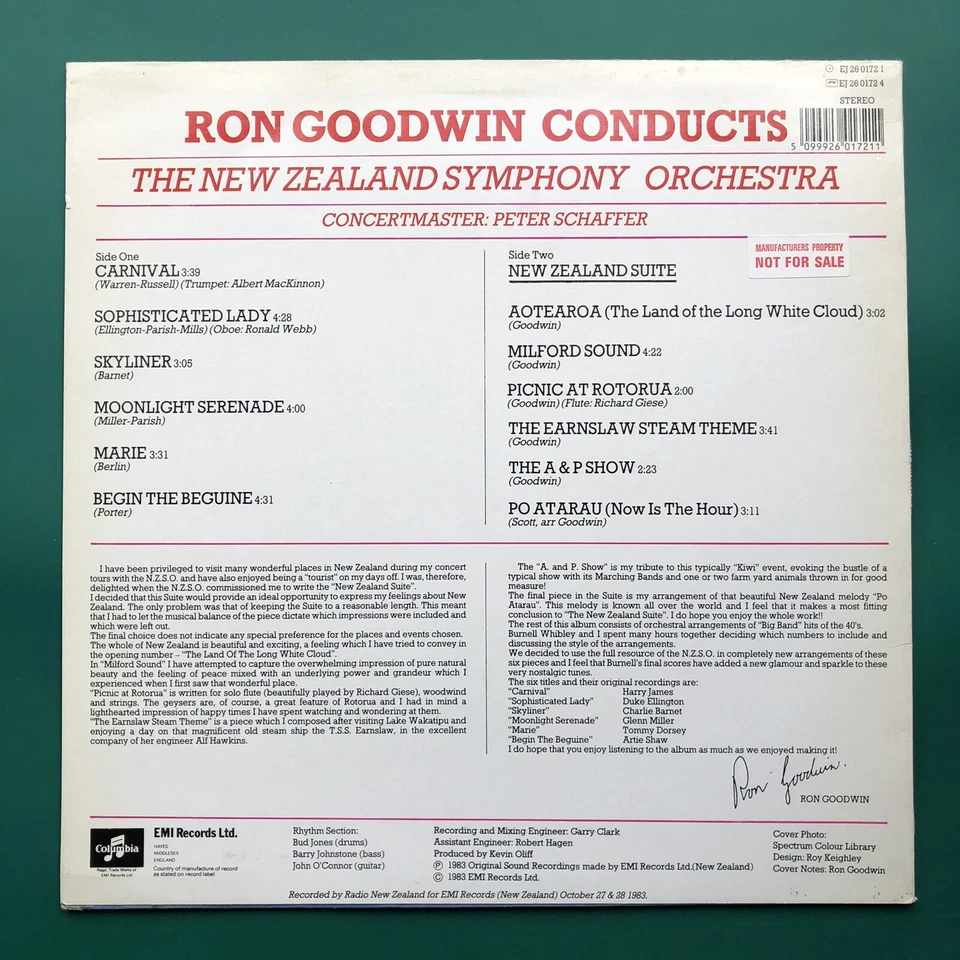 EJ 26 0172 1
EJ 26 0172 4
STEREO
RON GOODWIN CONDUCTS
5 099926 017211
THE NEW ZEALAND SYMPHONY ORCHESTRA
CONCERTMASTER: PETER SCHAFFER
MANUFACTURERS PROPERTY
NOT FOR SALE
Side One
CARNIVAL 3:39
(Warren-Russell) (Trumpet: Albert MacKinnon)
SOPHISTICATED LADY 4:28
(Ellington-Parish-Mills) (Oboe: Ronald Webb)
SKYLINER 3:05
(Barnet)
MOONLIGHT SERENADE 4:00
(Miller-Parish)
MARIE 3:31
(Berlin)
BEGIN THE BEGUINE 4:31
(Porter)
Side Two
NEW ZEALAND SUITE
AOTEAROA (The Land of the Long White Cloud) 3:02
(Goodwin)
MILFORD SOUND 4:22
(Goodwin)
PICNIC AT ROTORUA 2:00
(Goodwin) (Flute: Richard Giese)
THE EARNSLAW STEAM THEME 3:41
(Goodwin)
THE A & P SHOW 2:23
(Goodwin)
PO ATARAU (Now Is The Hour) 3:11
(Scott, arr Goodwin)
I have been privileged to visit many wonderful places in New Zealand during my concert
tours with the N.Z.S.O. and have also enjoyed being a "tourist" on my days off. I was, therefore,
delighted when the N.Z.S.O. commissioned me to write the "New Zealand Suite".
I decided that this Suite would provide an ideal opportunity to express my feelings about New
Zealand. The only problem was that of keeping the Suite to a reasonable length. This meant
that I had to let the musical balance of the piece dictate which impressions were included and
which were left out.
The final choice does not indicate any special preference for the places and events chosen.
The whole of New Zealand is beautiful and exciting, a feeling which I have tried to convey in
the opening number – "The Land Of The Long White Cloud".
In "Milford Sound" I have attempted to capture the overwhelming impression of pure natural
beauty and the feeling of peace mixed with an underlying power and grandeur which I
experienced when I first saw that wonderful place.
"Picnic at Rotorua" is written for solo flute (beautifully played by Richard Giese), woodwind
and strings. The geysers are, of course, a great feature of Rotorua and I had in mind a
lighthearted impression of happy times I have spent watching and wondering at them.
"The Earnslaw Steam Theme" is a piece which I composed after visiting Lake Wakatipu and
enjoying a day on that magnificent old steam ship the T.S.S. Earnslaw, in the excellent
company of her engineer Alf Hawkins.
The "A. and P. Show" is my tribute to this typically "Kiwi" event, evoking the bustle of a
typical show with its Marching Bands and one or two farm yard animals thrown in for good
measure!
The final piece in the Suite is my arrangement of that beautiful New Zealand melody "Po
Atarau". This melody is known all over the world and I feel that it makes a most fitting
conclusion to "The New Zealand Suite". I do hope you enjoy the whole work!!
The rest of this album consists of orchestral arrangements of "Big Band" hits of the 40's.
Burnell Whibley and I spent many hours together deciding which numbers to include and
discussing the style of the arrangements.
We decided to use the full resource of the N.Z.S.O. in completely new arrangements of these
six pieces and I feel that Burnell's final scores have added a new glamour and sparkle to these
very nostalgic tunes.
The six titles and their original recordings are:
"Carnival" Harry James
"Sophisticated Lady" Duke Ellington
"Skyliner" Charlie Barnet
"Moonlight Serenade" Glenn Miller
"Marie" Tommy Dorsey
"Begin The Beguine" Artie Shaw
I do hope that you enjoy listening to the album as much as we enjoyed making it!
Ron Goodwin.
RON GOODWIN
Columbia
Regd. Trade Mark of
EMI Records Ltd.
EMI Records Ltd.
HAYES
MIDDLESEX
ENGLAND
Country of manufacture of record
as stated on record label
Rhythm Section:
Bud Jones (drums)
Barry Johnstone (bass)
John O'Connor (guitar)
Recording and Mixing Engineer: Garry Clark
Assistant Engineer: Robert Hagen
Produced by Kevin Oliff
Ⓟ 1983 Original Sound Recordings made by EMI Records Ltd.(New Zealand)
© 1983 EMI Records Ltd.
Cover Photo:
Spectrum Colour Library
Design: Roy Keighley
Cover Notes: Ron Goodwin
Recorded by Radio New Zealand for EMI Records (New Zealand) October 27 & 28 1983.